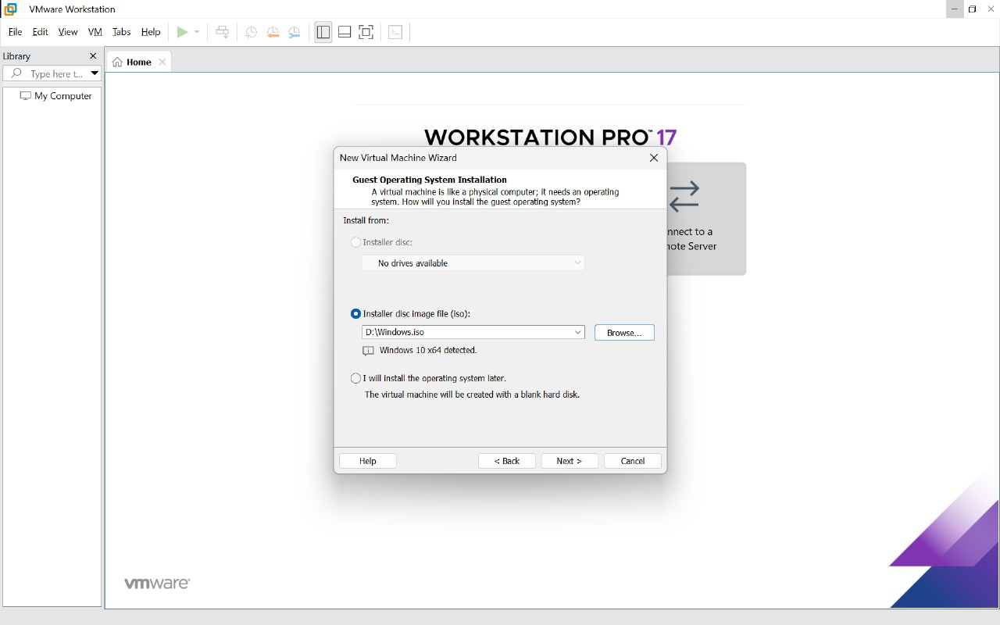 VMware Workstation
File Edit View VM Tabs Help
Library
Home
Type here t...
My Computer
WORKSTATION PRO™ 17
New Virtual Machine Wizard
Guest Operating System Installation
A virtual machine is like a physical computer; it needs an operating
system. How will you install the guest operating system?
Install from:
Installer disc:
No drives available
Installer disc image file (iso):
D:\Windows.iso
Browse...
Windows 10 x64 detected.
I will install the operating system later.
The virtual machine will be created with a blank hard disk.
Help
< Back
Next >
Cancel
nnect to a
note Server
vmware®